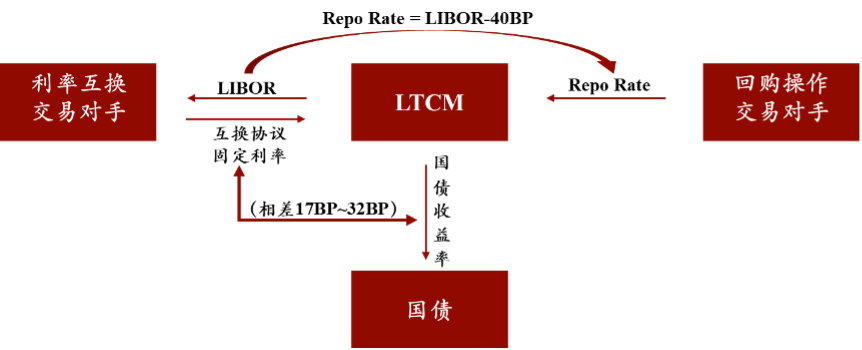 Repo Rate = LIBOR-40BP
利率互换
交易对手
LIBOR
互换协议
固定利率
LTCM
Repo Rate
回购操作
交易对手
（相差17BP~32BP）
国债收益率
国债